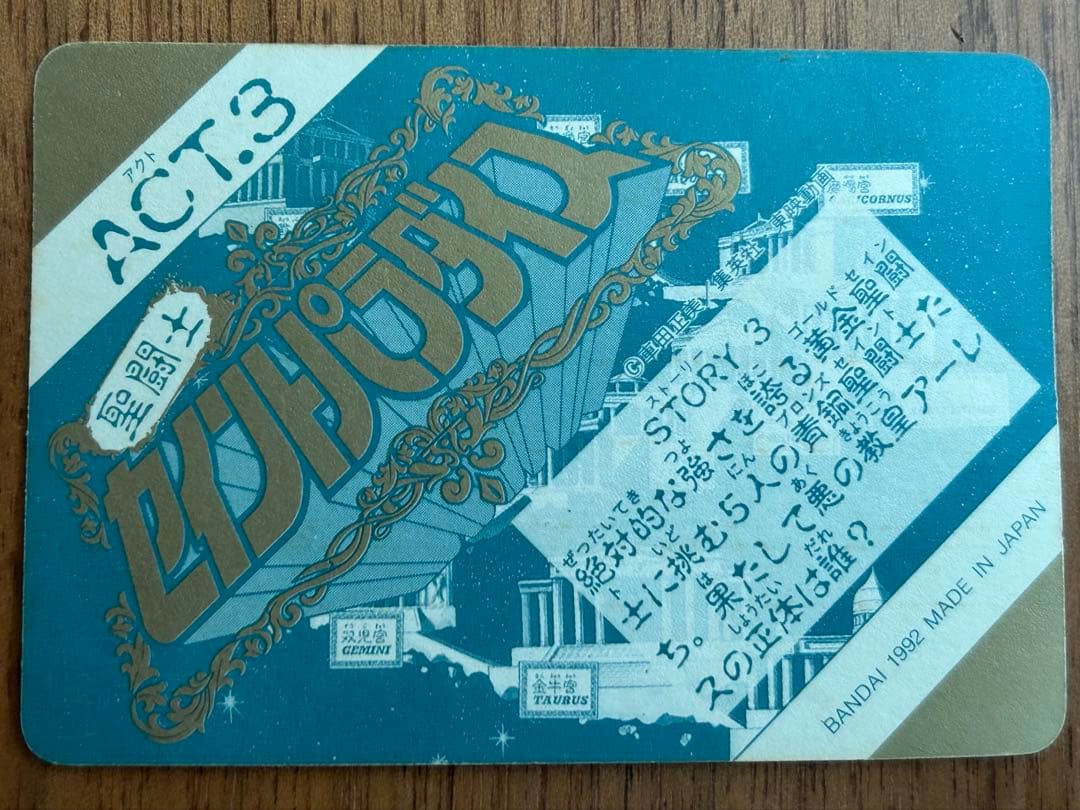 アクト
ACT.3
聖闘士
セイントパラダイス
©車田正美 集英社 東映動画
ストーリー
STORY 3
ぜったいてき つよ ほこ ゴールドセイン
絶対的な強さを誇る黄金聖闘
ト いど にん ブロンズセイント
士に挑む5人の青銅聖闘士た
は あく きょうこう
ち。果たして悪の教皇アーレ
しょうたい だれ
スの正体は誰?
双児宮
GEMINI
金牛宮
TAURUS
BANDAI 1992 MADE IN JAPAN